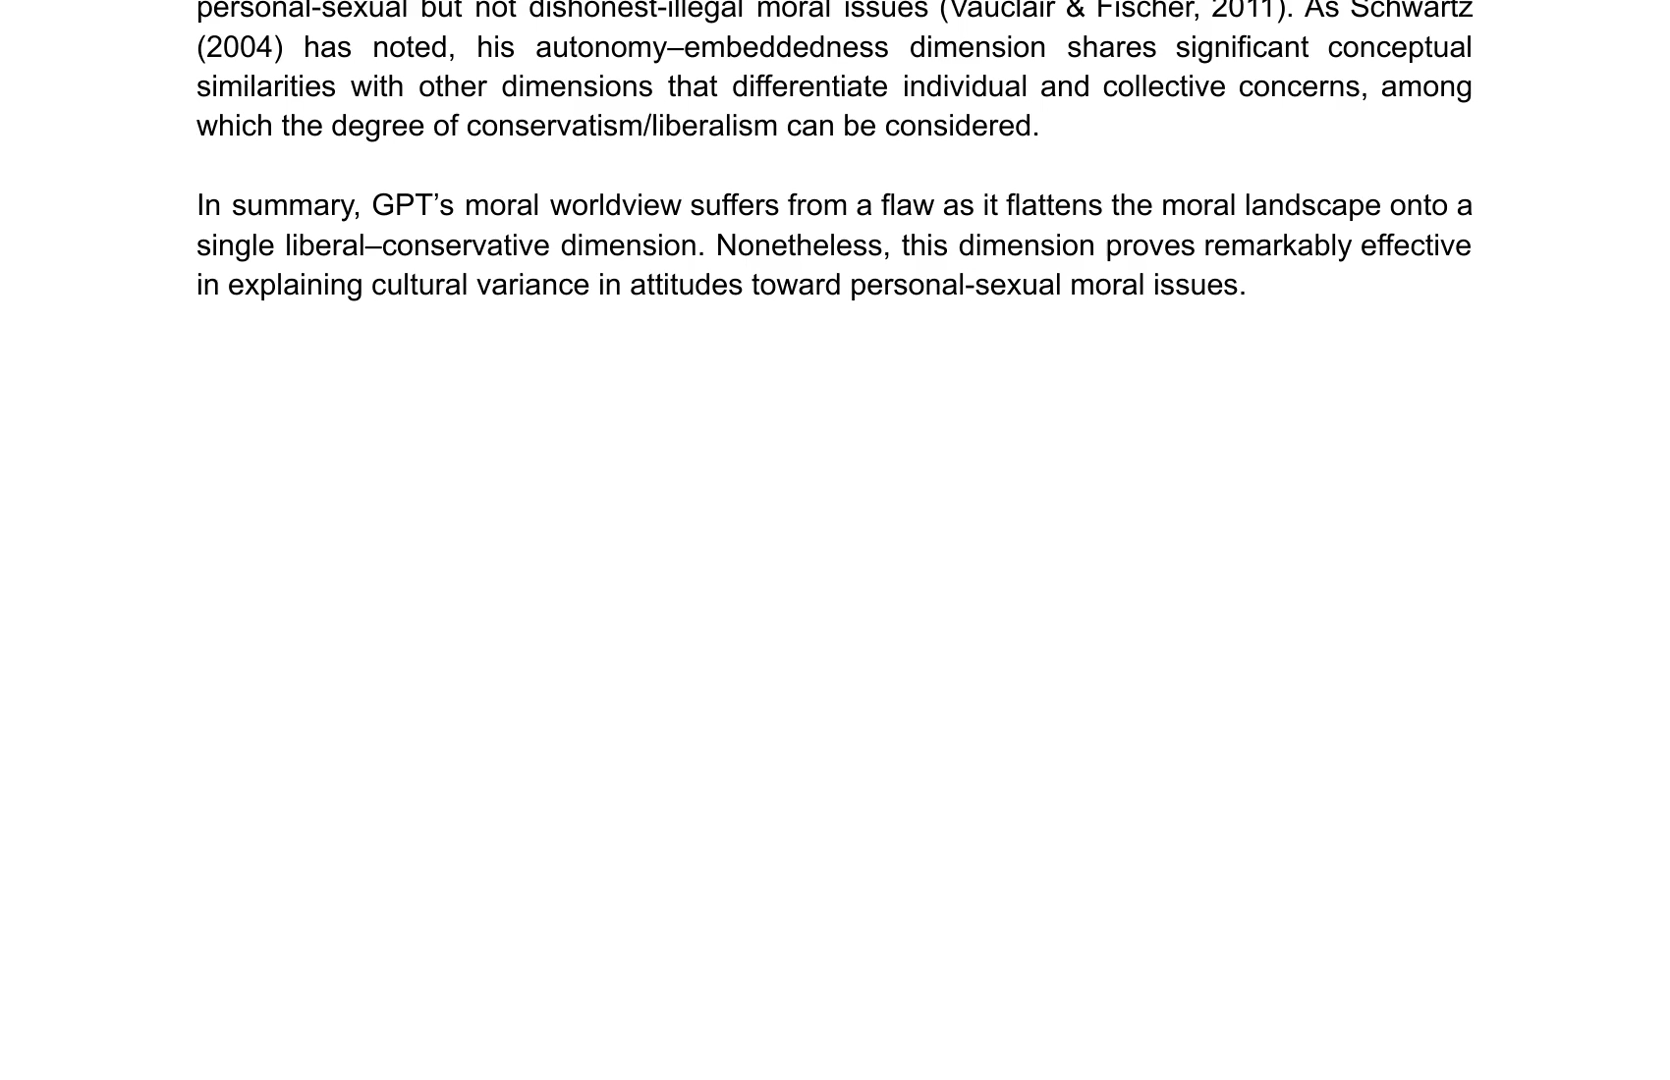 personal-sexual but not dishonest-illegal moral issues (Vauclair & Fischer, 2011). As Schwartz
(2004) has noted, his autonomy–embeddedness dimension shares significant conceptual
similarities with other dimensions that differentiate individual and collective concerns, among
which the degree of conservatism/liberalism can be considered.
In summary, GPT’s moral worldview suffers from a flaw as it flattens the moral landscape onto a
single liberal–conservative dimension. Nonetheless, this dimension proves remarkably effective
in explaining cultural variance in attitudes toward personal-sexual moral issues.